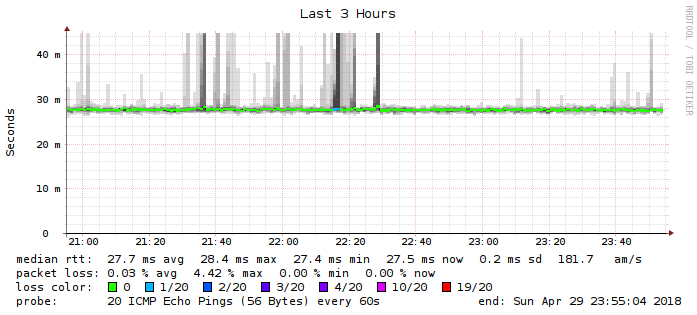 Last 3 Hours
RRDTOOL / TOBI OETIKER
Seconds
40 m
30 m
20 m
10 m
0
21:00 21:20 21:40 22:00 22:20 22:40 23:00 23:20 23:40
median rtt: 27.7 ms avg 28.4 ms max 27.4 ms min 27.5 ms now 0.2 ms sd 181.7 am/s
packet loss: 0.03 % avg 4.42 % max 0.00 % min 0.00 % now
loss color: 0 1/20 2/20 3/20 4/20 10/20 19/20
probe: 20 ICMP Echo Pings (56 Bytes) every 60s end: Sun Apr 29 23:55:04 2018